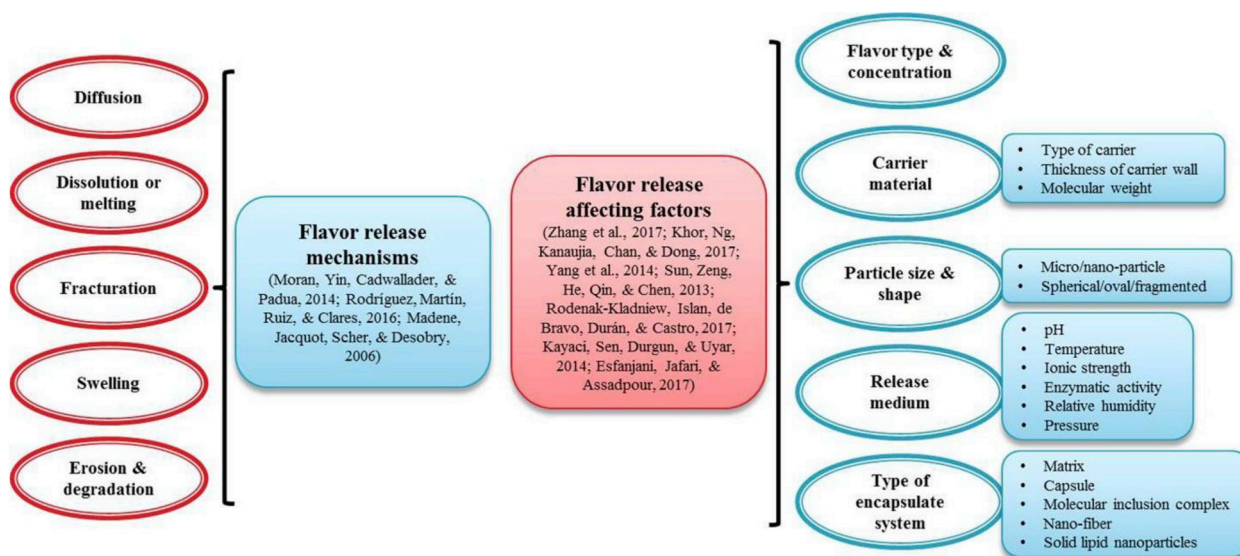 Diffusion
Dissolution or
melting
Fracturation
Swelling
Erosion &
degradation
Flavor release
mechanisms
(Moran, Yin, Cadwallader, &
Padua, 2014; Rodríguez, Martín,
Ruiz, & Clares, 2016; Madene,
Jacquot, Scher, & Desobry,
2006)
Flavor release
affecting factors
(Zhang et al., 2017; Khor, Ng,
Kanaujia, Chan, & Dong, 2017;
Yang et al., 2014; Sun, Zeng,
He, Qin, & Chen, 2013;
Rodenak-Kladniew, Islan, de
Bravo, Durán, & Castro, 2017;
Kayaci, Sen, Durgun, & Uyar,
2014; Esfanjani, Jafari, &
Assadpour, 2017)
Flavor type &
concentration
Carrier
material
• Type of carrier
• Thickness of carrier wall
• Molecular weight
Particle size &
shape
• Micro/nano-particle
• Spherical/oval/fragmented
Release
medium
• pH
• Temperature
• Ionic strength
• Enzymatic activity
• Relative humidity
• Pressure
Type of
encapsulate
system
• Matrix
• Capsule
• Molecular inclusion complex
• Nano-fiber
• Solid lipid nanoparticles